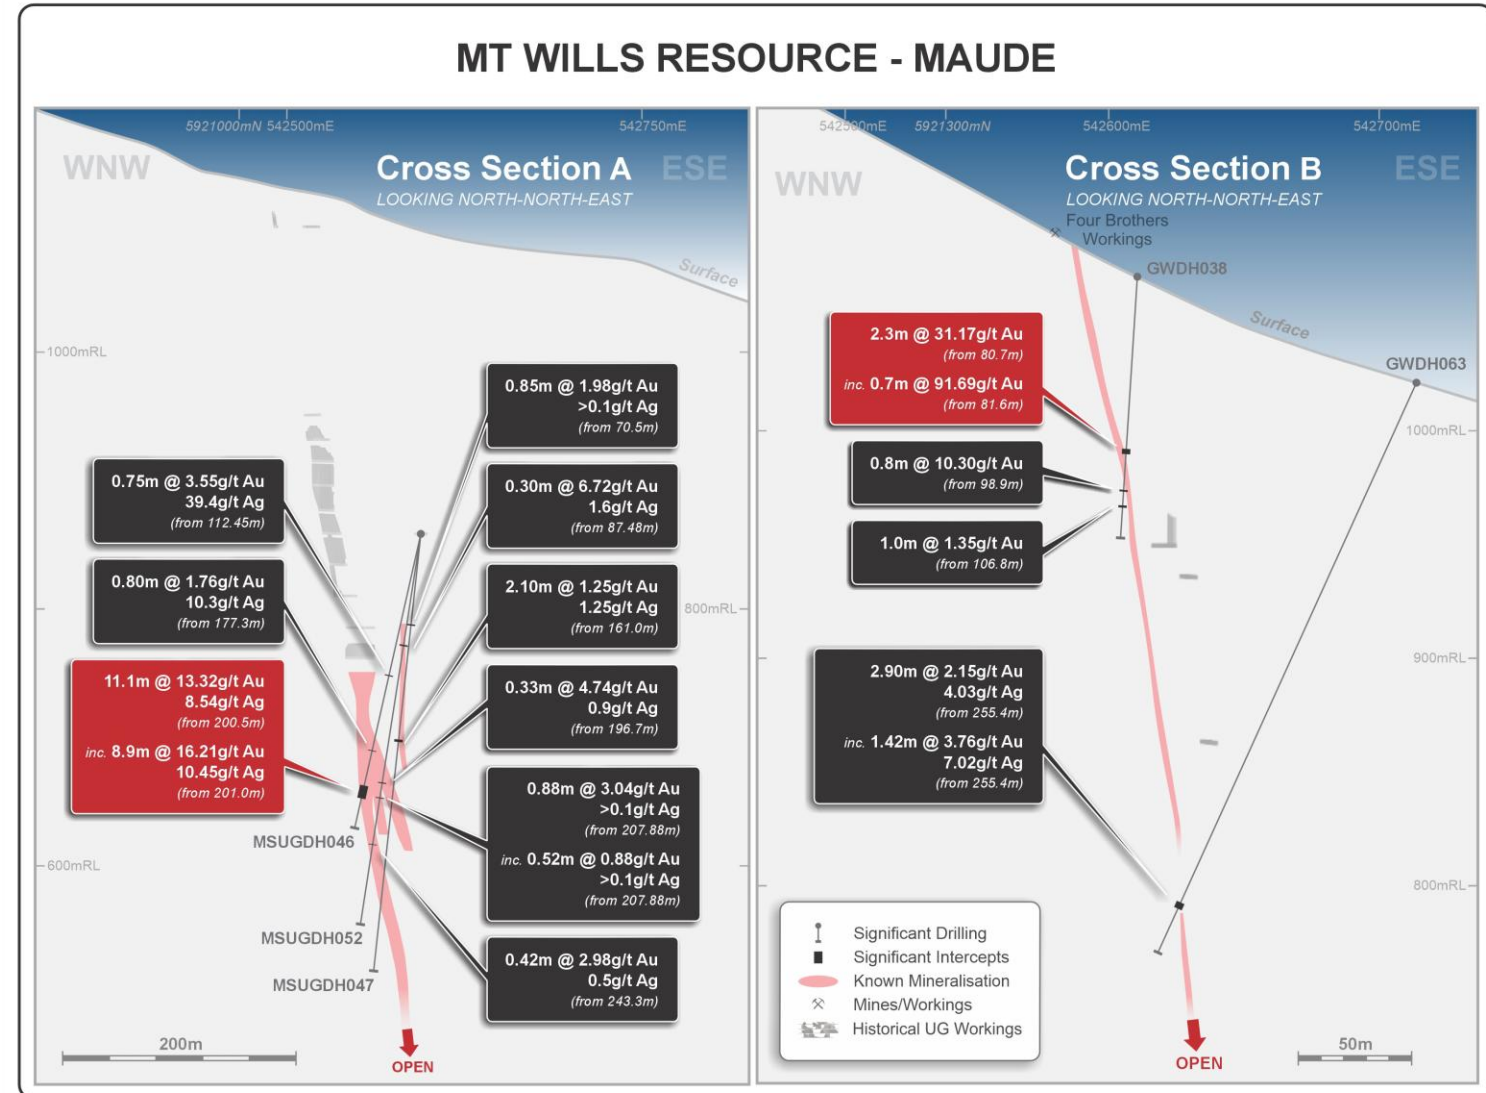 MT WILLS RESOURCE - MAUDE
5921000mN 542500mE
542750mE
WNW
Cross Section A
ESE
LOOKING NORTH-NORTH-EAST
Surface
1000mRL
800mRL
600mRL
0.75m @ 3.55g/t Au
39.4g/t Ag
(from 112.45m)
0.80m @ 1.76g/t Au
10.3g/t Ag
(from 177.3m)
11.1m @ 13.32g/t Au
8.54g/t Ag
(from 200.5m)
inc. 8.9m @ 16.21g/t Au
10.45g/t Ag
(from 201.0m)
0.85m @ 1.98g/t Au
>0.1g/t Ag
(from 70.5m)
0.30m @ 6.72g/t Au
1.6g/t Ag
(from 87.48m)
2.10m @ 1.25g/t Au
1.25g/t Ag
(from 161.0m)
0.33m @ 4.74g/t Au
0.9g/t Ag
(from 196.7m)
0.88m @ 3.04g/t Au
>0.1g/t Ag
(from 207.88m)
inc. 0.52m @ 0.88g/t Au
>0.1g/t Ag
(from 207.88m)
0.42m @ 2.98g/t Au
0.5g/t Ag
(from 243.3m)
MSUGDH046
MSUGDH052
MSUGDH047
200m
OPEN
542500mE 5921300mN
542600mE
542700mE
WNW
Cross Section B
ESE
LOOKING NORTH-NORTH-EAST
Four Brothers
Workings
GWDH038
Surface
GWDH063
1000mRL
900mRL
800mRL
2.3m @ 31.17g/t Au
(from 80.7m)
inc. 0.7m @ 91.69g/t Au
(from 81.6m)
0.8m @ 10.30g/t Au
(from 98.9m)
1.0m @ 1.35g/t Au
(from 106.8m)
2.90m @ 2.15g/t Au
4.03g/t Ag
(from 255.4m)
inc. 1.42m @ 3.76g/t Au
7.02g/t Ag
(from 255.4m)
Significant Drilling
Significant Intercepts
Known Mineralisation
Mines/Workings
Historical UG Workings
OPEN
50m